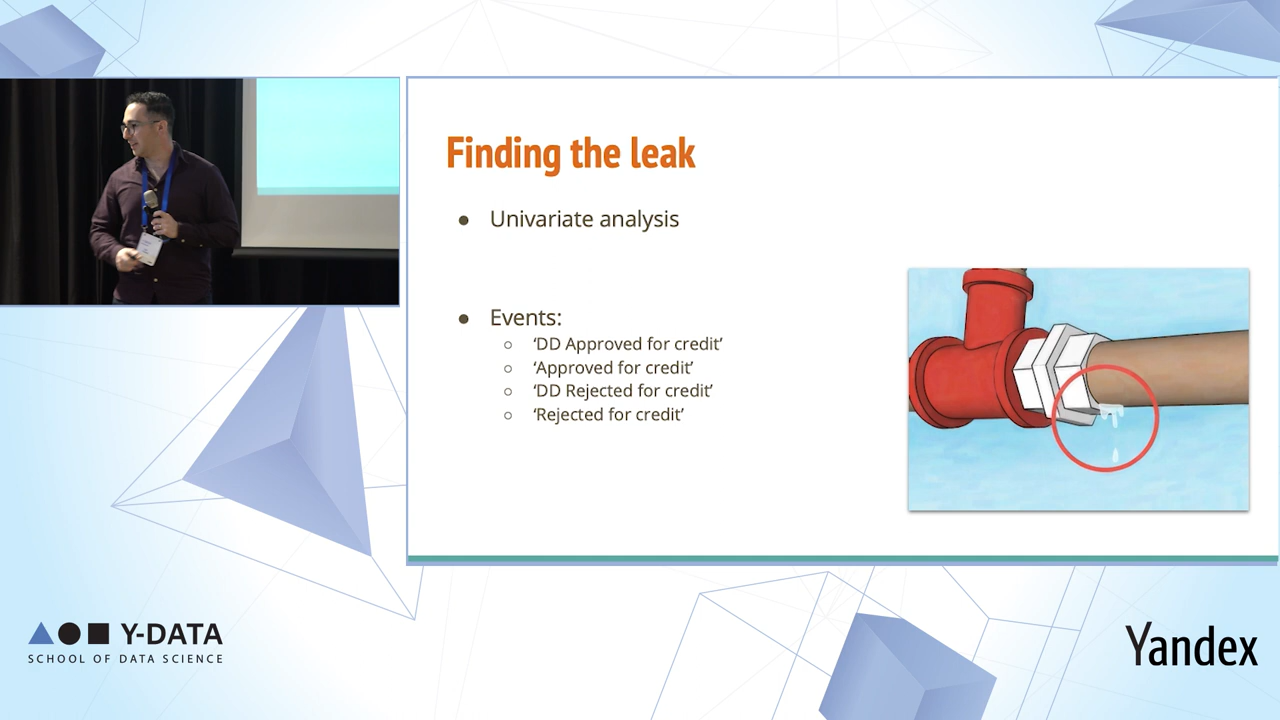 Finding the leak
● Univariate analysis
● Events:
○ ‘DD Approved for credit’
○ ‘Approved for credit’
○ ‘DD Rejected for credit’
○ ‘Rejected for credit’
Y-DATA
SCHOOL OF DATA SCIENCE
Yandex